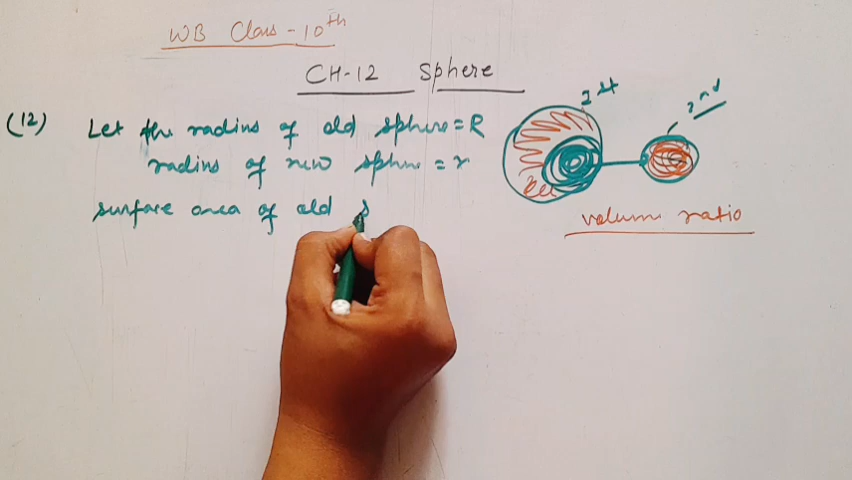 WB Class-10th
CH-12 Sphere
(12) Let the radius of old sphere = R
radius of new sphere = r
surface area of old s
2nd
volum ratio